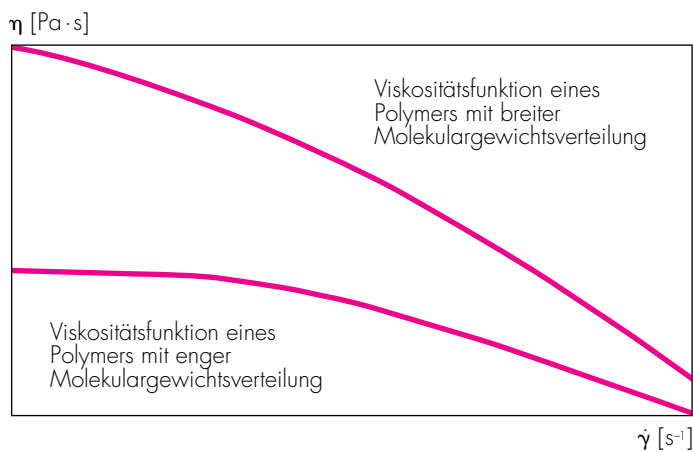 η [Pa·s]
Viskositätsfunktion eines
Polymers mit breiter
Molekulargewichtsverteilung
Viskositätsfunktion eines
Polymers mit enger
Molekulargewichtsverteilung
γ̇ [s⁻¹]